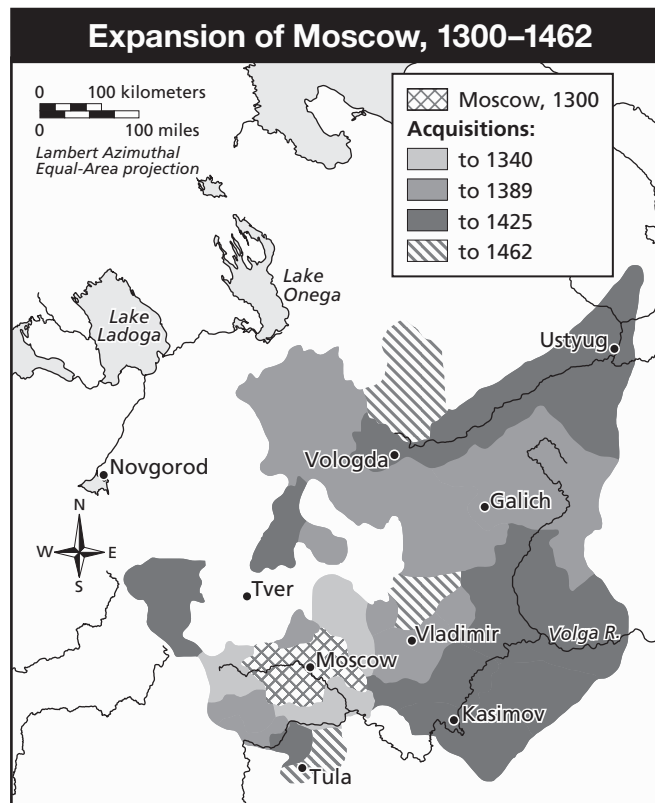 Expansion of Moscow, 1300–1462
0 100 kilometers
0 100 miles
Lambert Azimuthal
Equal-Area projection
Moscow, 1300
Acquisitions:
to 1340
to 1389
to 1425
to 1462
Lake
Onega
Lake
Ladoga
Ustyug
Vologda
Novgorod
Galich
N
W E
S
Tver
Vladimir
Volga R.
Moscow
Kasimov
Tula